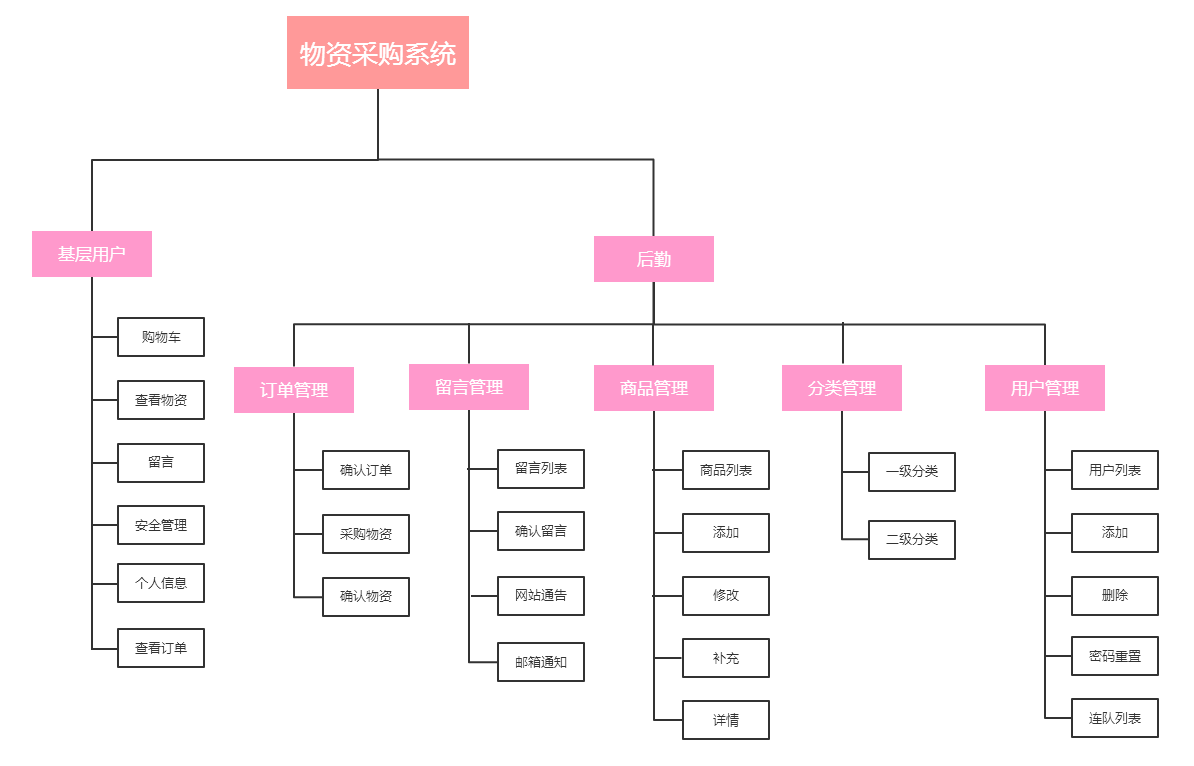 物资采购系统
基层用户
购物车
查看物资
留言
安全管理
个人信息
查看订单
后勤
订单管理
确认订单
采购物资
确认物资
留言管理
留言列表
确认留言
网站通告
邮箱通知
商品管理
商品列表
添加
修改
补充
详情
分类管理
一级分类
二级分类
用户管理
用户列表
添加
删除
密码重置
连队列表